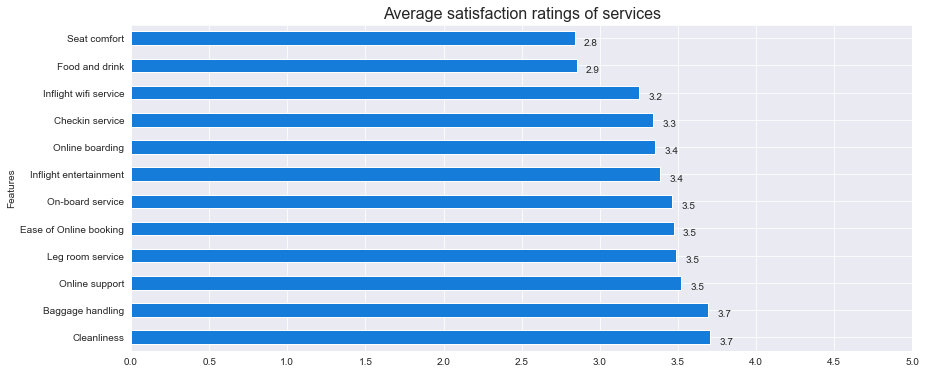 Average satisfaction ratings of services
Features
Seat comfort 2.8
Food and drink 2.9
Inflight wifi service 3.2
Checkin service 3.3
Online boarding 3.4
Inflight entertainment 3.4
On-board service 3.5
Ease of Online booking 3.5
Leg room service 3.5
Online support 3.5
Baggage handling 3.7
Cleanliness 3.7
0.0 0.5 1.0 1.5 2.0 2.5 3.0 3.5 4.0 4.5 5.0